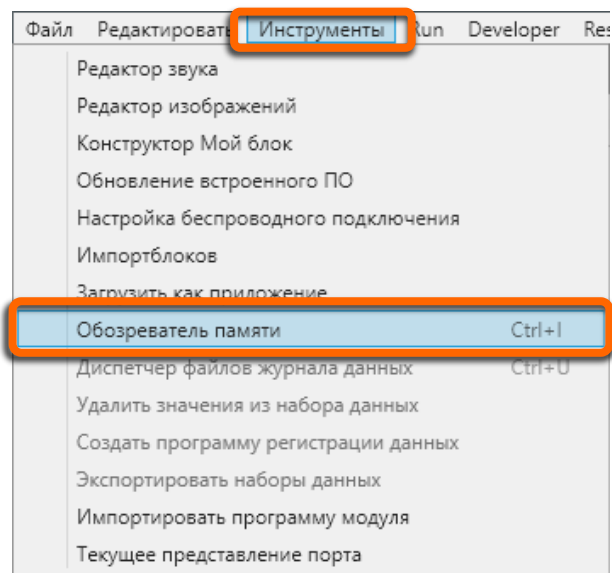 Файл Редактировать Инструменты Run Developer Res
Редактор звука
Редактор изображений
Конструктор Мой блок
Обновление встроенного ПО
Настройка беспроводного подключения
Импортблоков
Загрузить как приложение
Обозреватель памяти Ctrl+I
Диспетчер файлов журнала данных Ctrl+U
Удалить значения из набора данных
Создать программу регистрации данных
Экспортировать наборы данных
Импортировать программу модуля
Текущее представление порта